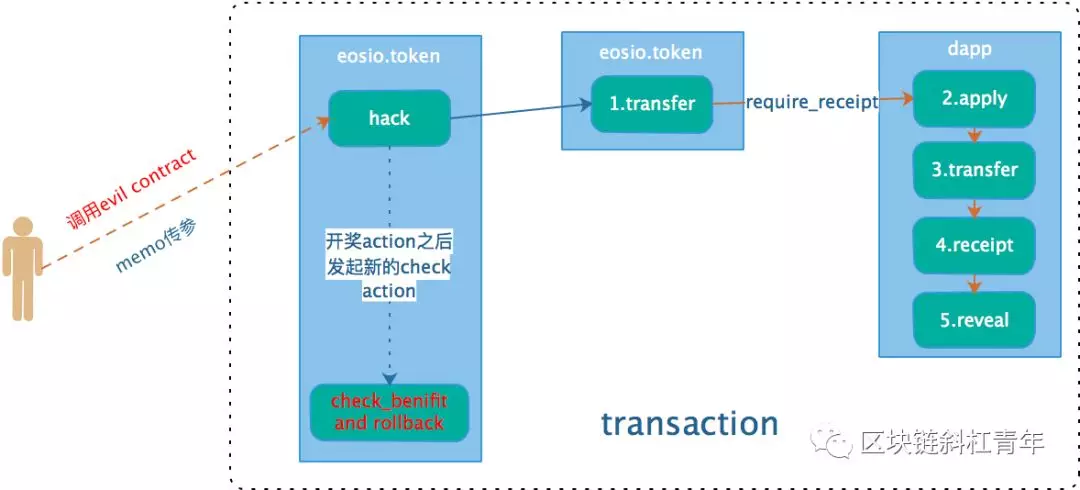 eosio.token
hack
调用evil contract
memo传参
开奖action之后
发起新的check
action
check_benifit
and rollback
eosio.token
1.transfer
require_receipt
dapp
2.apply
3.transfer
4.receipt
5.reveal
transaction
区块链斜杠青年